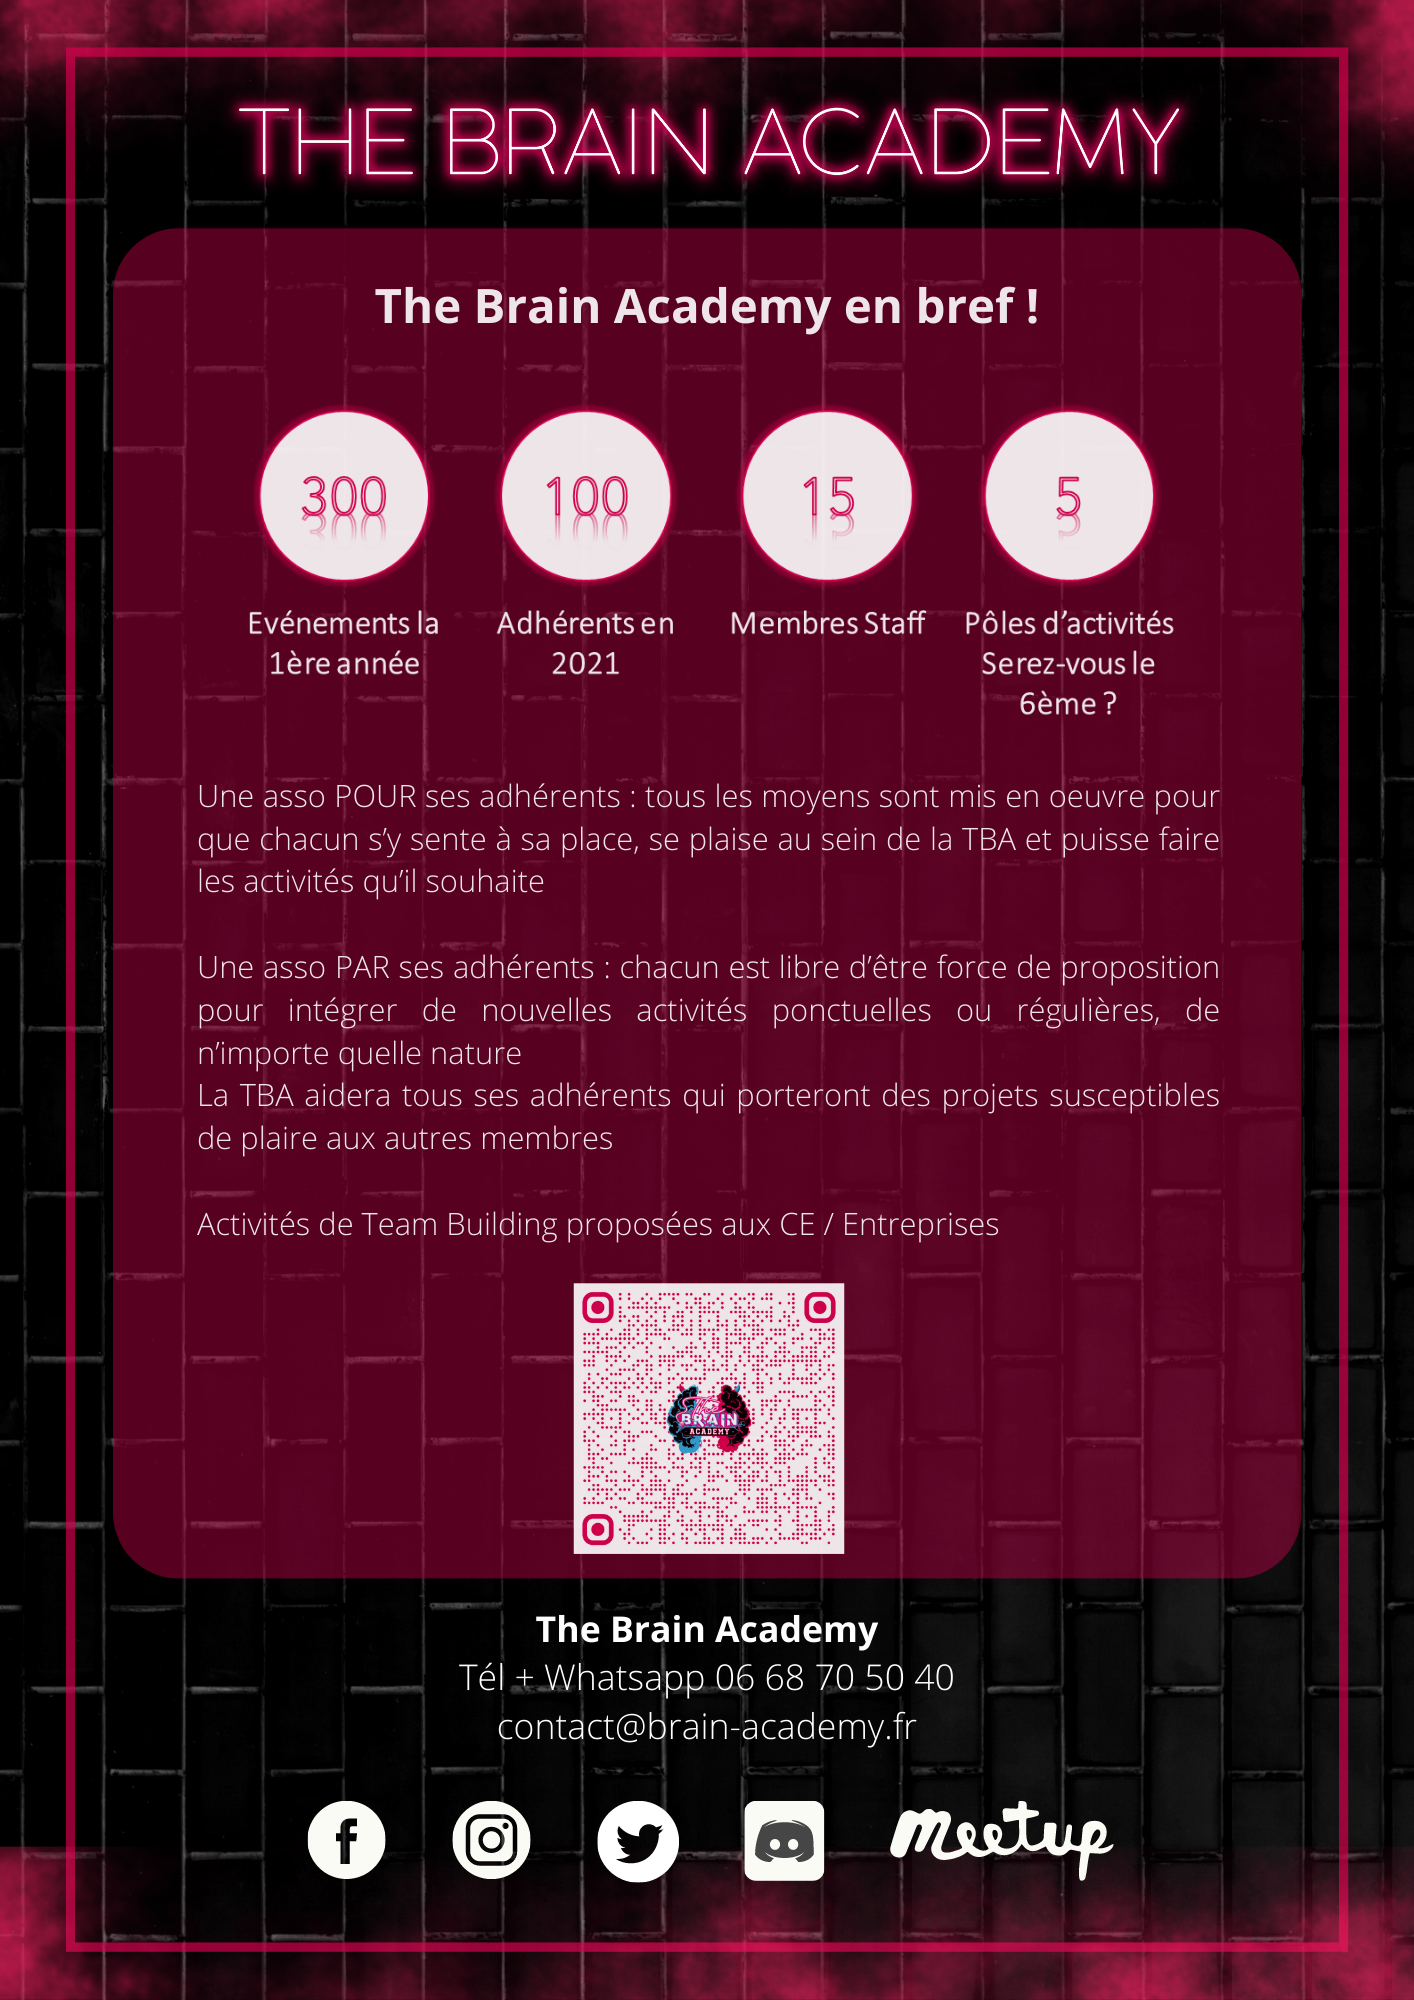 THE BRAIN ACADEMY
The Brain Academy en bref !
300
100
15
5
Evénements la
1ère année
Adhérents en
2021
Membres Staff
Pôles d’activités
Serez-vous le
6ème ?
Une asso POUR ses adhérents : tous les moyens sont mis en oeuvre pour
que chacun s’y sente à sa place, se plaise au sein de la TBA et puisse faire
les activités qu’il souhaite
Une asso PAR ses adhérents : chacun est libre d’être force de proposition
pour intégrer de nouvelles activités ponctuelles ou régulières, de
n’importe quelle nature
La TBA aidera tous ses adhérents qui porteront des projets susceptibles
de plaire aux autres membres
Activités de Team Building proposées aux CE / Entreprises
The
BRAIN
ACADEMY
The Brain Academy
Tél + Whatsapp 06 68 70 50 40
contact@brain-academy.fr
meetup